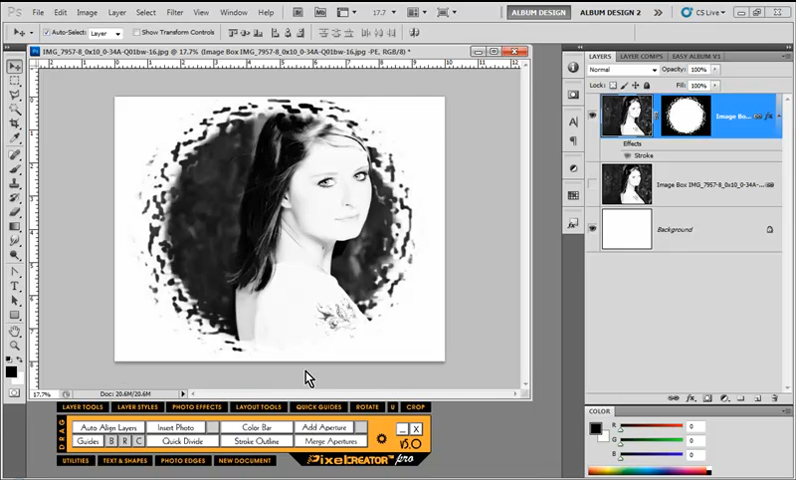 Ps File Edit Image Layer Select Filter View Window Help 17.7 ALBUM DESIGN ALBUM DESIGN 2 CS Live
Auto-Select: Layer Show Transform Controls
IMG_7957-8_0x10_0-34A-Q01bw-16.jpg @ 17.7% (Image Box IMG_7957-8_0x10_0-34A-Q01bw-16.jpg -PE, RGB/8) *
LAYERS LAYER COMPS EASY ALBUM V1
Normal Opacity: 100%
Lock: Fill: 100%
Image Bo...
Effects
Stroke
Image Box IMG_7957-8_0x10_0-34A-...
Background
17.7% Doc: 20.6M/20.6M
COLOR
R 0
G 0
B 0
LAYER TOOLS LAYER STYLES PHOTO EFFECTS LAYOUT TOOLS QUICK GUIDES ROTATE U CROP
DRAG
Auto Align Layers Insert Photo Color Bar Add Aperture _ X
Guides B R C Quick Divide Stroke Outline Merge Apertures V5.0
UTILITIES TEXT & SHAPES PHOTO EDGES NEW DOCUMENT PixelCREATOR pro